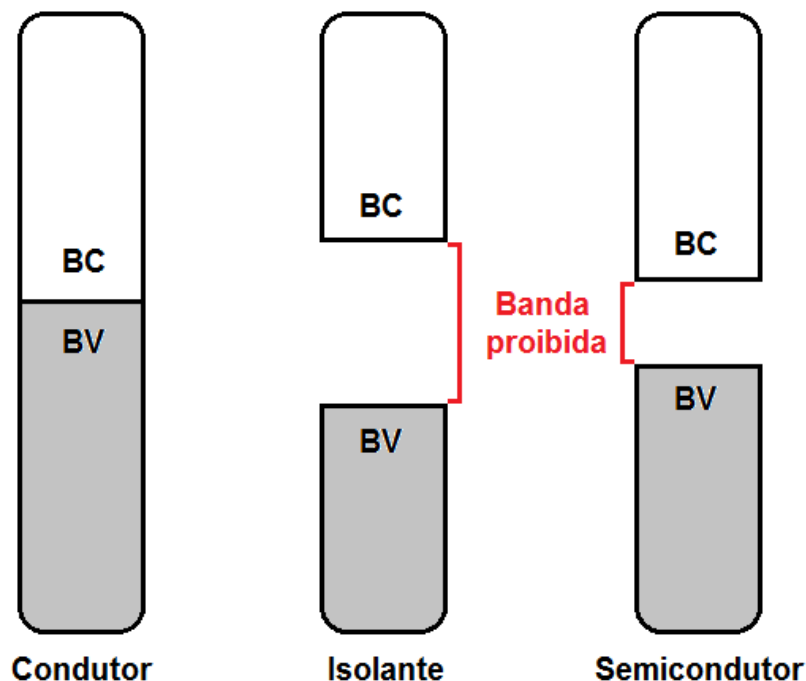 BC
BV
Condutor
BC
BV
Isolante
Banda
proibida
BC
BV
Semicondutor